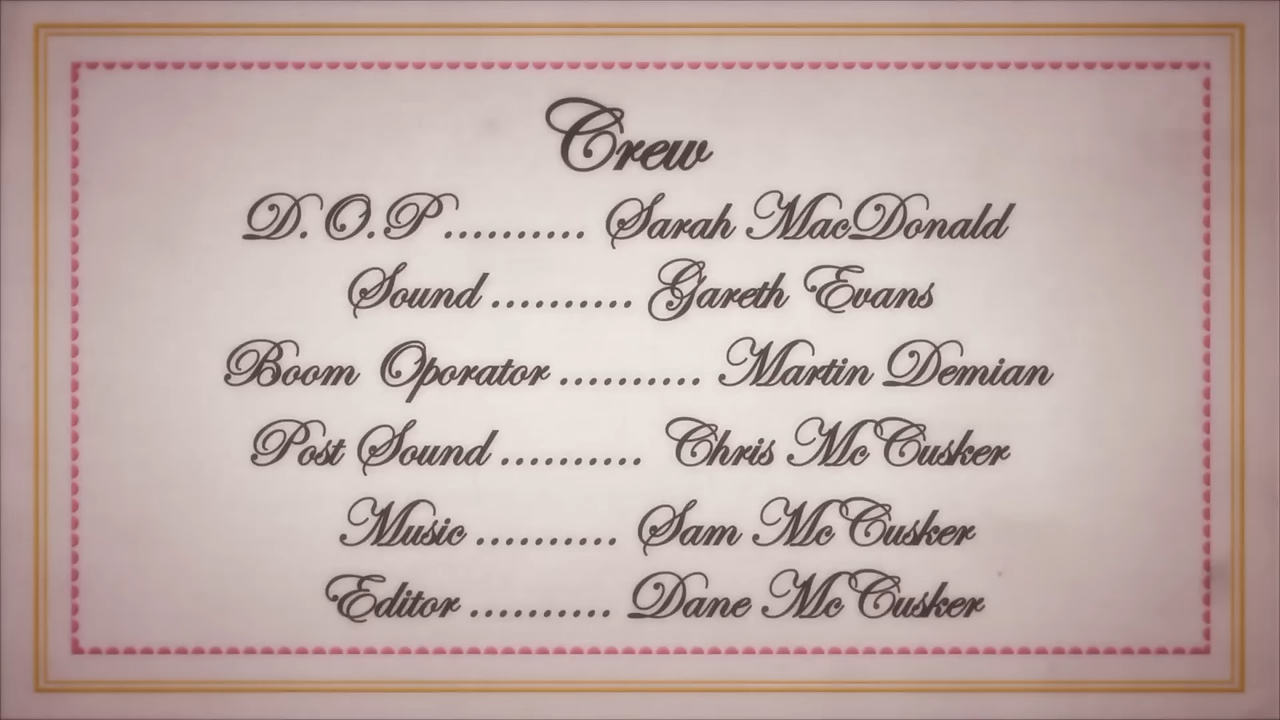 Crew
D.O.P .......... Sarah MacDonald
Sound .......... Gareth Evans
Boom Oporator .......... Martin Demian
Post Sound .......... Chris McCusker
Music .......... Sam McCusker
Editor .......... Dane McCusker